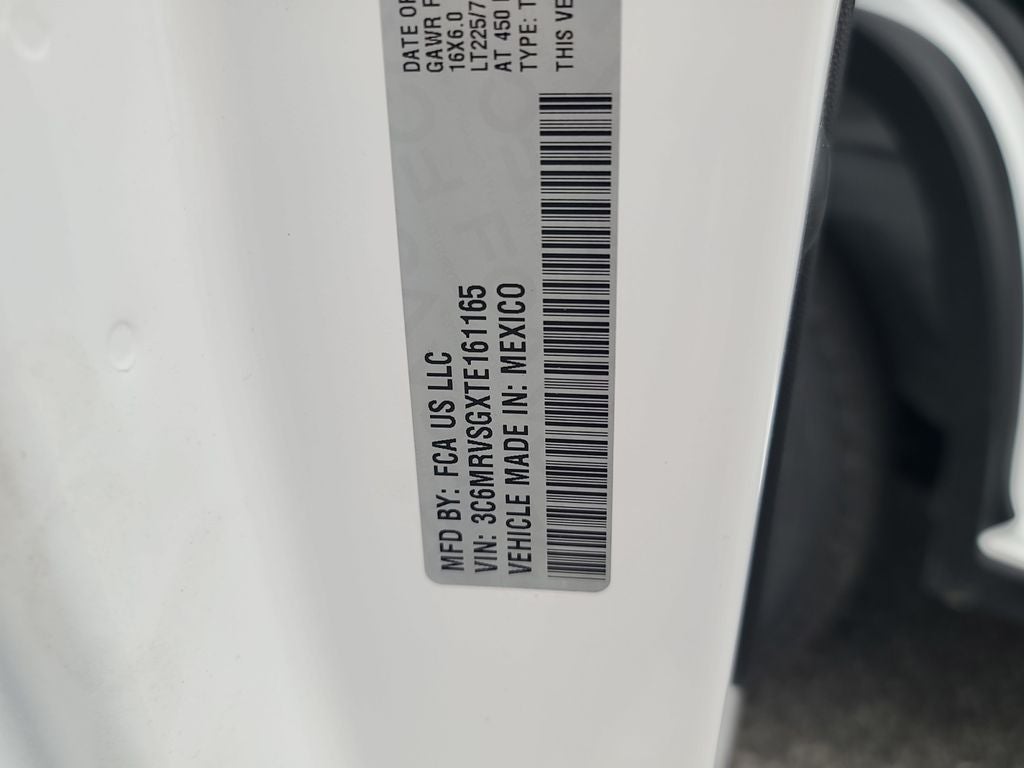 DATE OF
GAWR F
16X6.0
LT225/7
AT 450
TYPE: T
THIS VE
MFD BY: FCA US LLC
VIN: 3C6MRVSGXTE161165
VEHICLE MADE IN: MEXICO